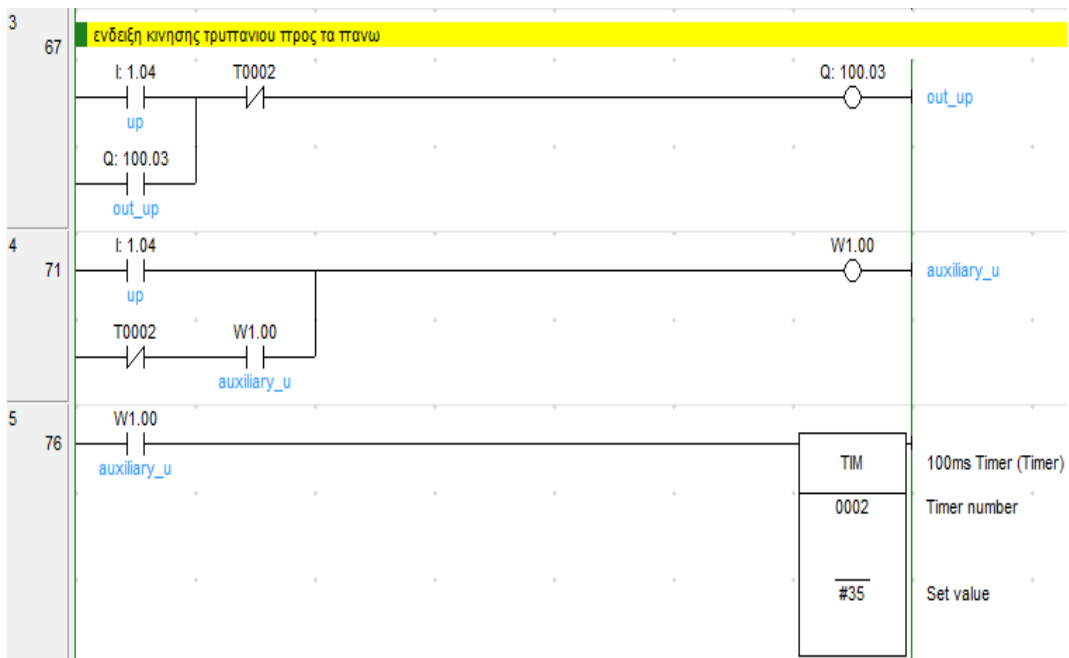 3
67
ενδειξη κινησης τρυπανιου προς τα πανω
I: 1.04 T0002 Q: 100.03
out_up
up
Q: 100.03
out_up
4
71
I: 1.04 W1.00
auxiliary_u
up
T0002 W1.00
auxiliary_u
5
76
W1.00
auxiliary_u
TIM 100ms Timer (Timer)
0002 Timer number
#35 Set value